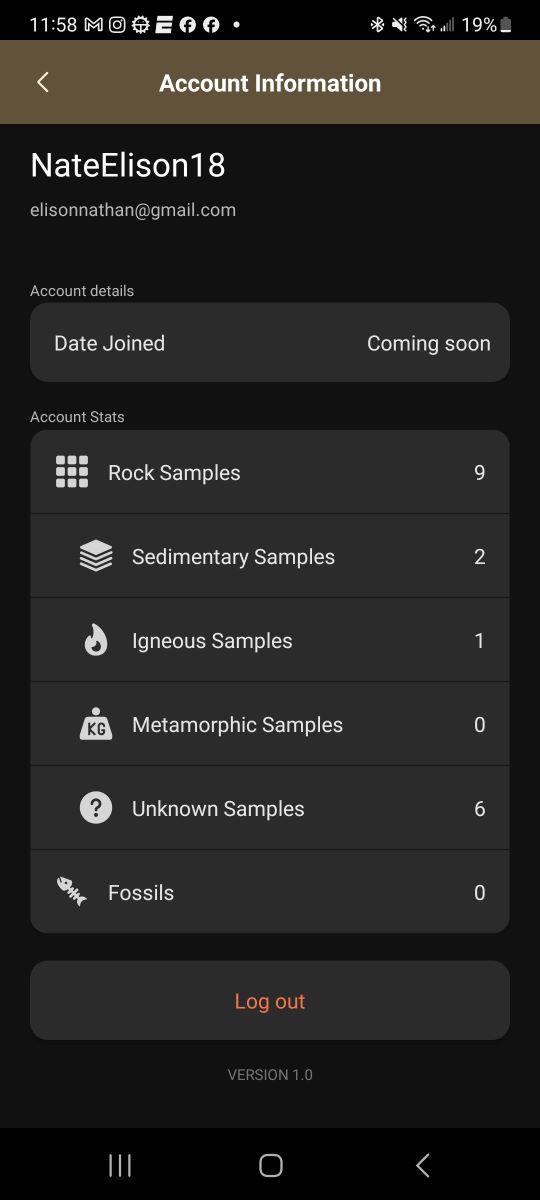 11:58
19%
Account Information
NateElison18
elisonnathan@gmail.com
Account details
Date Joined Coming soon
Account Stats
Rock Samples 9
Sedimentary Samples 2
Igneous Samples 1
KG Metamorphic Samples 0
? Unknown Samples 6
Fossils 0
Log out
VERSION 1.0